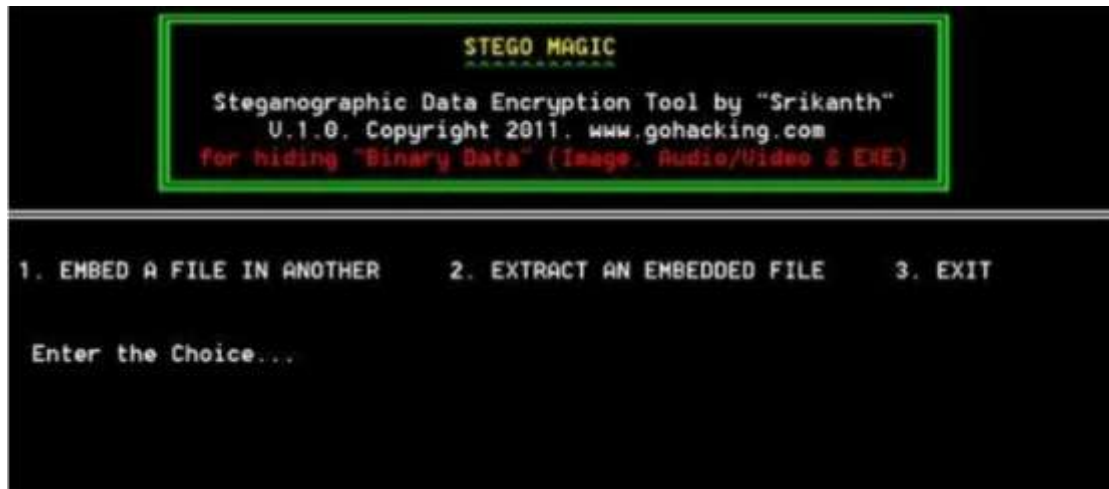 STEGO MAGIC
Steganographic Data Encryption Tool by "Srikanth"
V.1.0. Copyright 2011. www.gohacking.com
for hiding "Binary Data" (Image, Audio/Video & EXE)
1. EMBED A FILE IN ANOTHER 2. EXTRACT AN EMBEDDED FILE 3. EXIT
Enter the Choice...